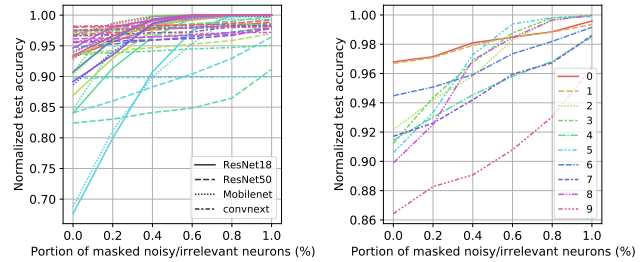 Normalized test accuracy
1.00
0.95
0.90
0.85
0.80
0.75
0.70
ResNet18
ResNet50
Mobilenet
convnext
0.0 0.2 0.4 0.6 0.8 1.0
Portion of masked noisy/irrelevant neurons (%)
Normalized test accuracy
1.00
0.98
0.96
0.94
0.92
0.90
0.88
0.86
0
1
2
3
4
5
6
7
8
9
0.0 0.2 0.4 0.6 0.8 1.0
Portion of masked noisy/irrelevant neurons (%)